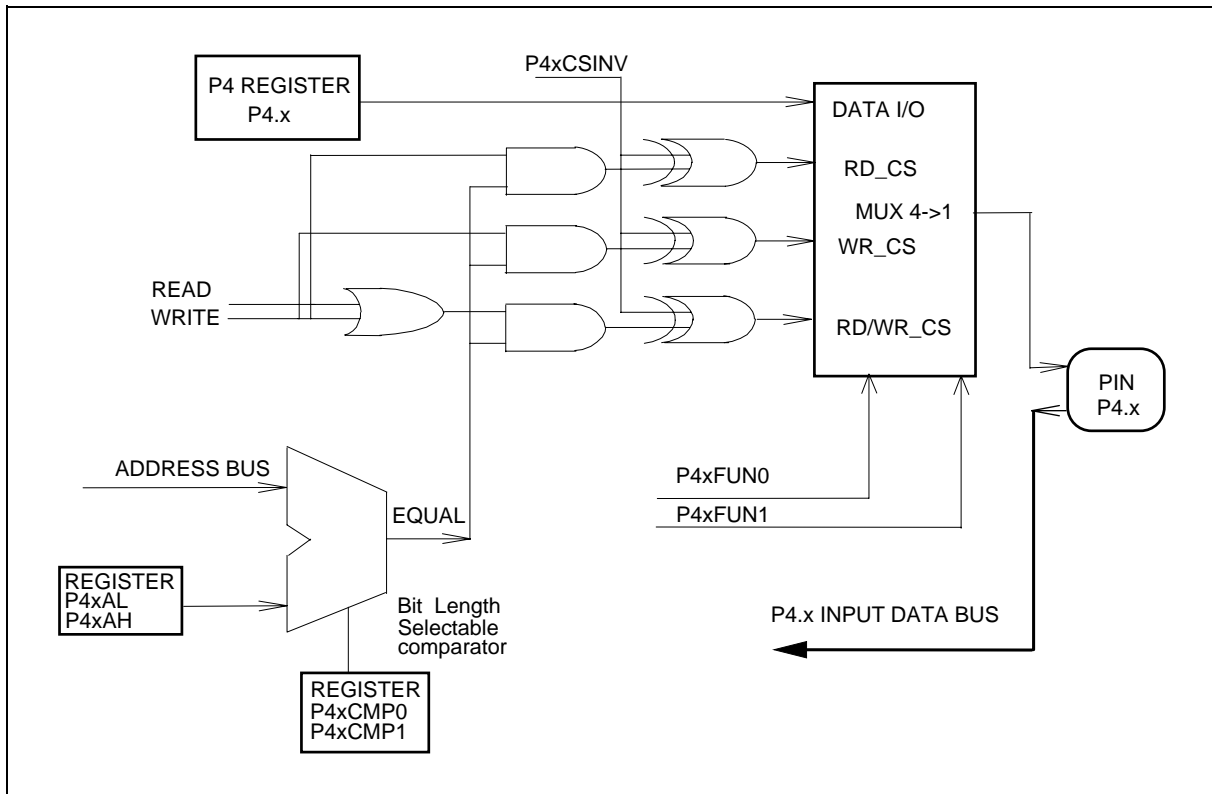 P4 REGISTER
P4.x
P4xCSINV
DATA I/O
RD_CS
MUX 4->1
WR_CS
RD/WR_CS
READ
WRITE
PIN
P4.x
ADDRESS BUS
EQUAL
P4xFUN0
P4xFUN1
REGISTER
P4xAL
P4xAH
Bit Length
Selectable
comparator
P4.x INPUT DATA BUS
REGISTER
P4xCMP0
P4xCMP1